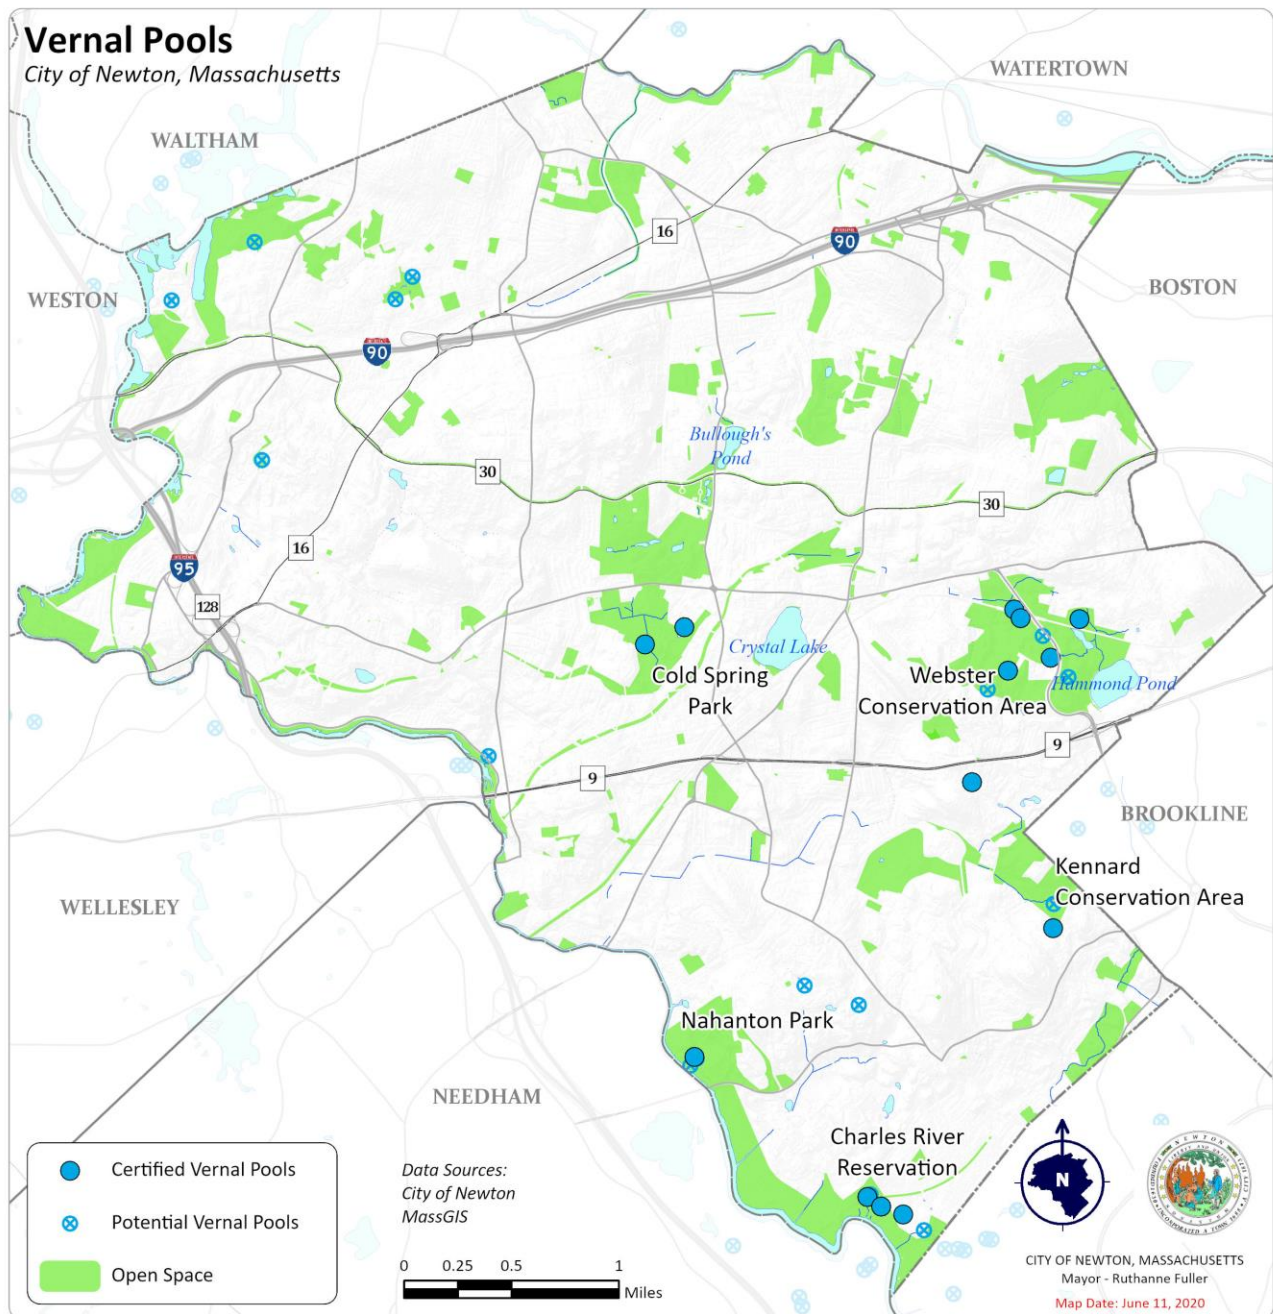 Vernal Pools
City of Newton, Massachusetts
WATERTOWN
WALTHAM
16
90
WESTON
BOSTON
90
Bullough's
Pond
30
30
16
95
128
Crystal Lake
Cold Spring
Park
Webster
Conservation Area
Hammond Pond
9
9
BROOKLINE
Kennard
Conservation Area
WELLESLEY
Nahanton Park
NEEDHAM
Charles River
Reservation
Certified Vernal Pools
Potential Vernal Pools
Open Space
Data Sources:
City of Newton
MassGIS
0 0.25 0.5 1
Miles
N
CITY OF NEWTON, MASSACHUSETTS
Mayor - Ruthanne Fuller
Map Date: June 11, 2020